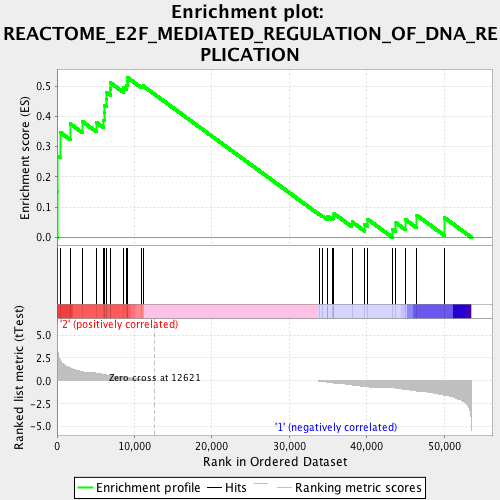 Enrichment plot:
REACTOME_E2F_MEDIATED_REGULATION_OF_DNA_RE
PLICATION
Enrichment score (ES)
0.5
0.4
0.3
0.2
0.1
0.0
'2' (positively correlated)
Ranked list metric (tTest)
5.0
2.5
0.0
-2.5
-5.0
Zero cross at 12621
'1' (negatively correlated)
0
10,000
20,000
30,000
40,000
50,000
Rank in Ordered Dataset
Enrichment profile
Hits
Ranking metric scores